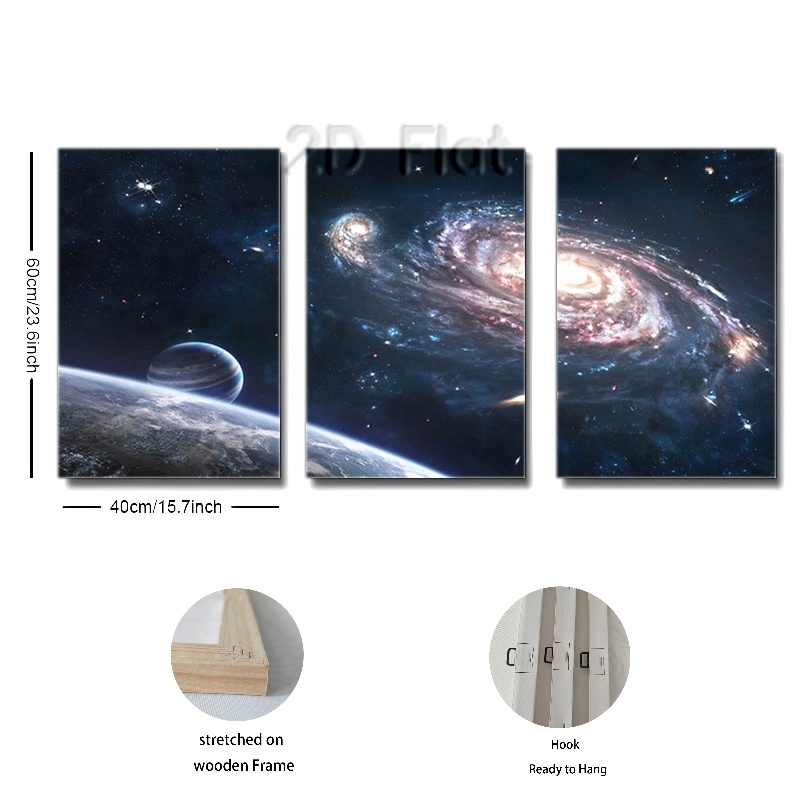 2D Flat
60cm/23.6inch
40cm/15.7inch
stretched on
wooden Frame
Hook
Ready to Hang